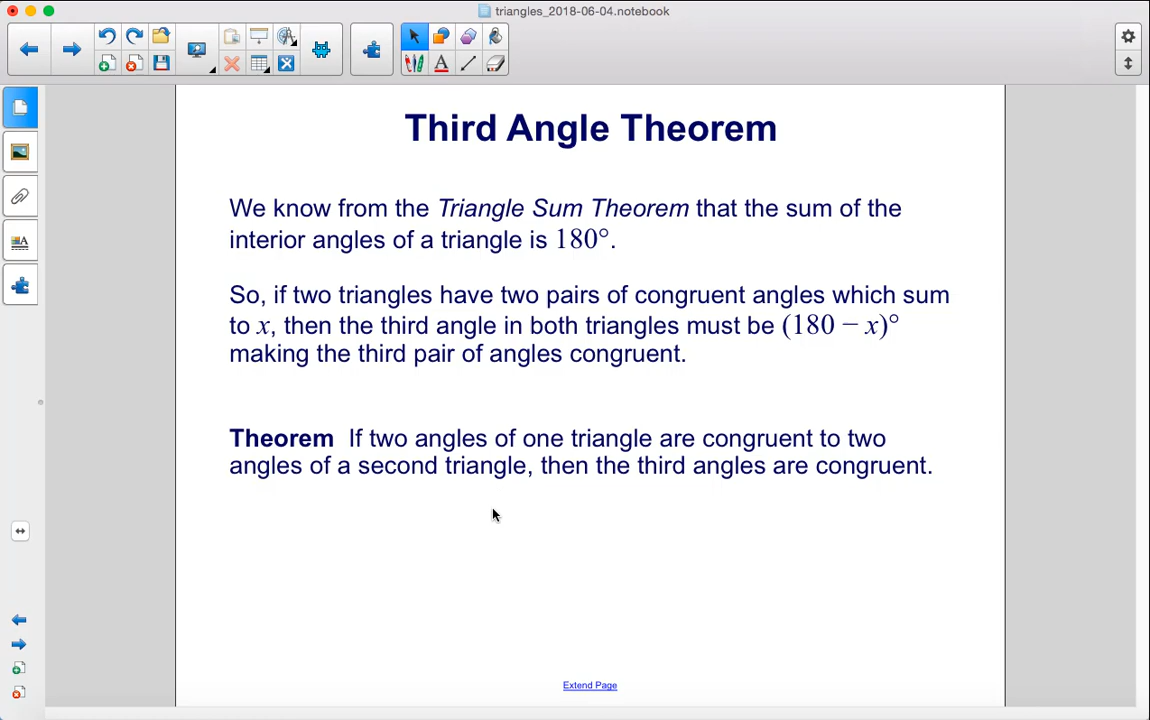 triangles_2018-06-04.notebook
Third Angle Theorem
We know from the Triangle Sum Theorem that the sum of the
interior angles of a triangle is 180°.
So, if two triangles have two pairs of congruent angles which sum
to x, then the third angle in both triangles must be (180 − x)°
making the third pair of angles congruent.
Theorem If two angles of one triangle are congruent to two
angles of a second triangle, then the third angles are congruent.
Extend Page